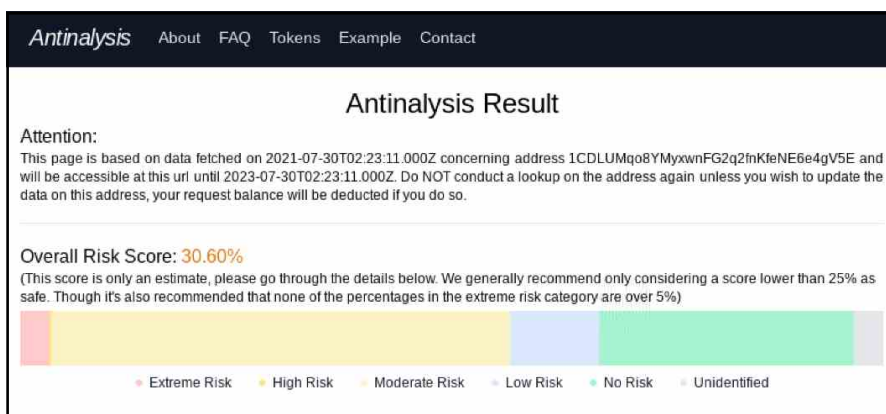 Antinalysis About FAQ Tokens Example Contact
Antinalysis Result
Attention:
This page is based on data fetched on 2021-07-30T02:23:11.000Z concerning address 1CDLUMqo8YMyxwnFG2q2fnKfeNE6e4gV5E and
will be accessible at this url until 2023-07-30T02:23:11.000Z. Do NOT conduct a lookup on the address again unless you wish to update the
data on this address, your request balance will be deducted if you do so.
Overall Risk Score: 30.60%
(This score is only an estimate, please go through the details below. We generally recommend only considering a score lower than 25% as
safe. Though it's also recommended that none of the percentages in the extreme risk category are over 5%)
Extreme Risk High Risk Moderate Risk Low Risk No Risk Unidentified